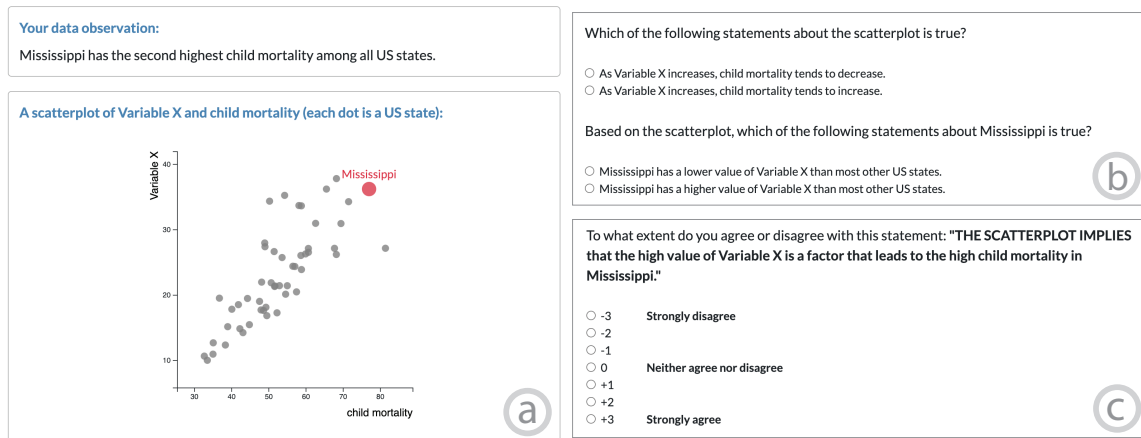 Your data observation:
Mississippi has the second highest child mortality among all US states.
A scatterplot of Variable X and child mortality (each dot is a US state):
Variable X
40
30
20
10
Mississippi
30 40 50 60 70 80
child mortality
a
Which of the following statements about the scatterplot is true?
As Variable X increases, child mortality tends to decrease.
As Variable X increases, child mortality tends to increase.
Based on the scatterplot, which of the following statements about Mississippi is true?
Mississippi has a lower value of Variable X than most other US states.
Mississippi has a higher value of Variable X than most other US states.
b
To what extent do you agree or disagree with this statement: "THE SCATTERPLOT IMPLIES
that the high value of Variable X is a factor that leads to the high child mortality in
Mississippi."
-3 Strongly disagree
-2
-1
0 Neither agree nor disagree
+1
+2
+3 Strongly agree
c